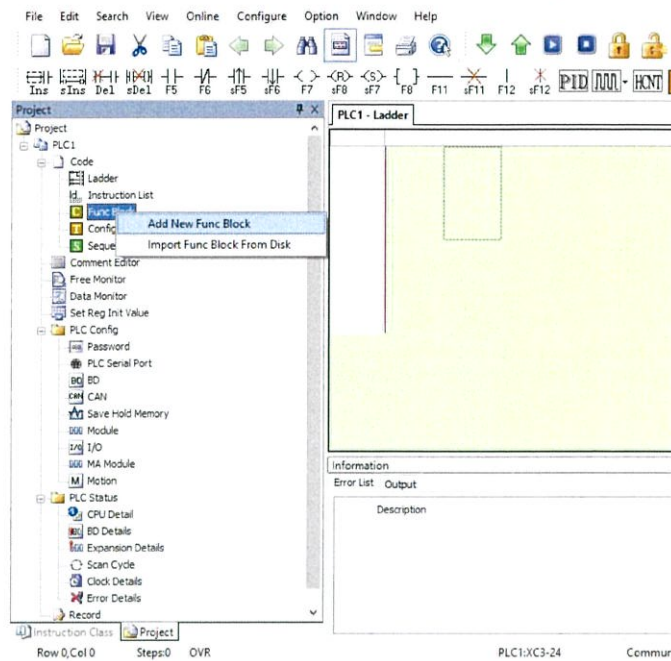 File Edit Search View Online Configure Option Window Help
Ins sIns Del sDel F5 F6 sF5 sF6 F7 sF8 sF7 F8 F11 sF11 F12 sF12 PID HCNT
Project
PLC1 - Ladder
Project
PLC1
Code
Ladder
Instruction List
Func Block
Add New Func Block
Config
Import Func Block From Disk
Seque
Comment Editor
Free Monitor
Data Monitor
Set Reg Init Value
PLC Config
Password
PLC Serial Port
BD BD
CAN CAN
Save Hold Memory
Module
I/O I/O
MA Module
M Motion
PLC Status
CPU Detail
BD Details
Expansion Details
Scan Cycle
Clock Details
Error Details
Record
Instruction Class Project
Information
Error List Output
Description
Row 0,Col 0 Steps:0 OVR PLC1:XC3-24 Commu